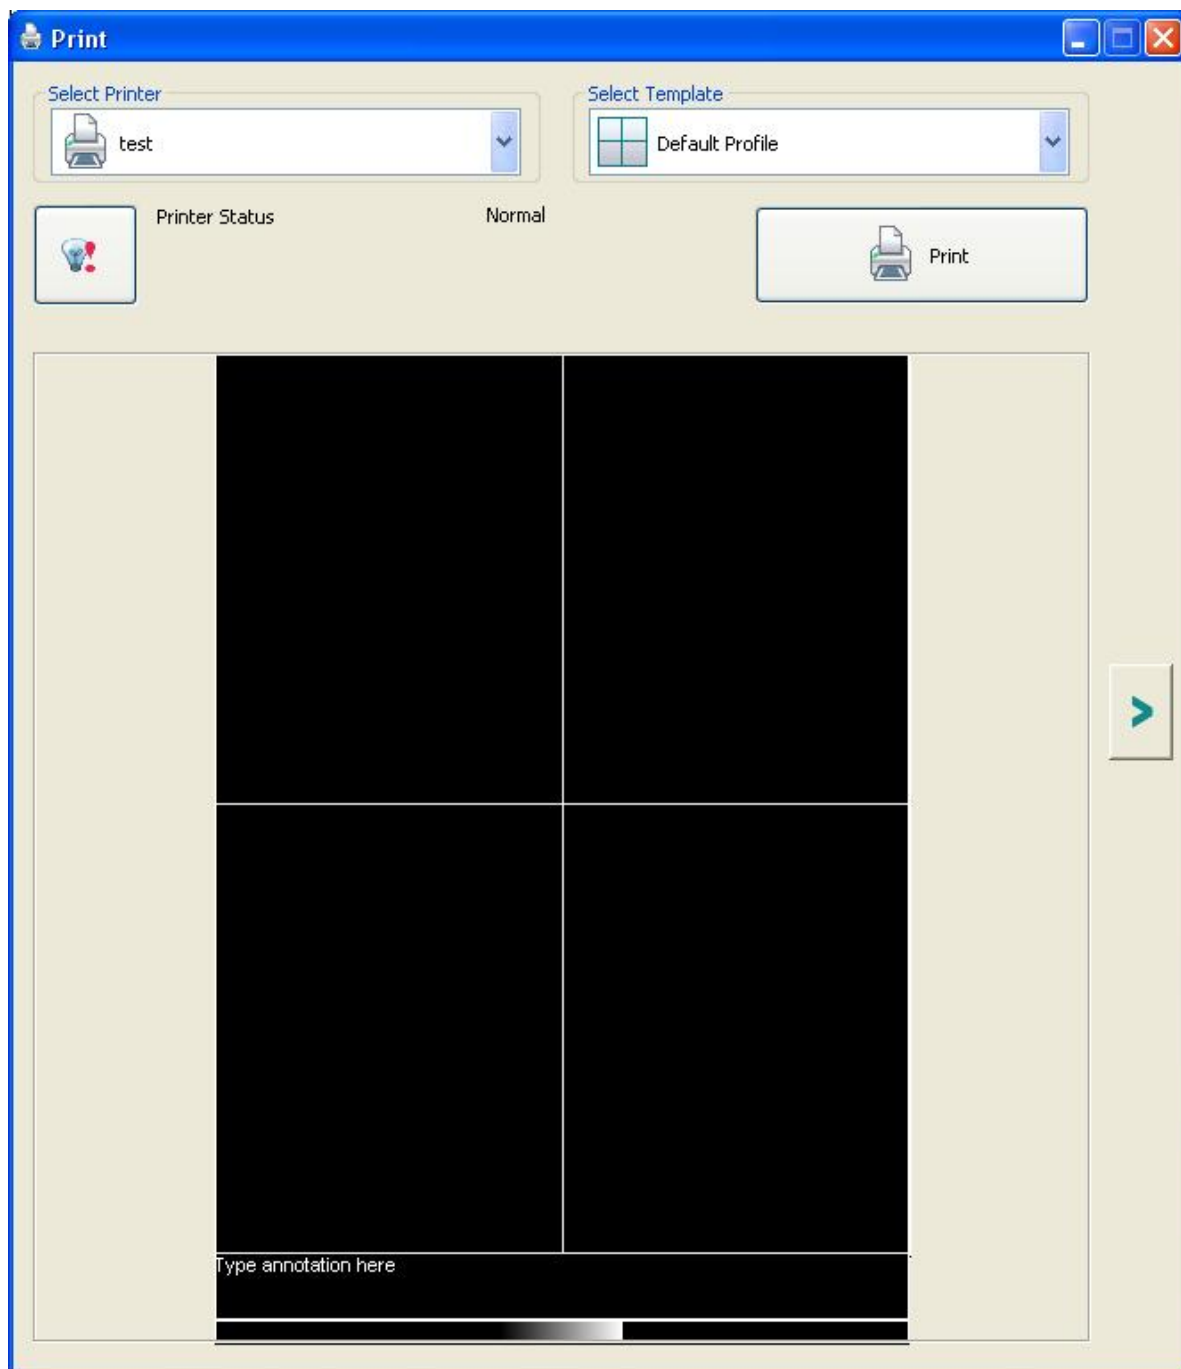 Print
Select Printer
Select Template
test
Default Profile
Printer Status
Normal
Print
>
Type annotation here